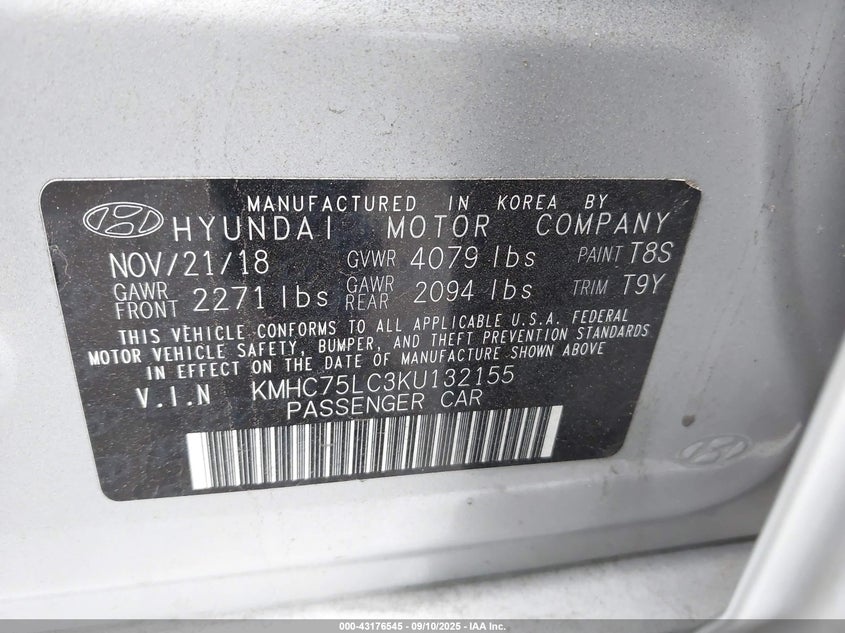 MANUFACTURED IN KOREA BY
HYUNDAI MOTOR COMPANY
NOV/21/18 GVWR 4079 lbs PAINT T8S
GAWR FRONT 2271 lbs GAWR REAR 2094 lbs TRIM T9Y
THIS VEHICLE CONFORMS TO ALL APPLICABLE U.S.A. FEDERAL
MOTOR VEHICLE SAFETY, BUMPER, AND THEFT PREVENTION STANDARDS
IN EFFECT ON THE DATE OF MANUFACTURE SHOWN ABOVE
V.I.N KMHC75LC3KU132155
PASSENGER CAR
000-43176545 - 09/10/2025 - IAA Inc.